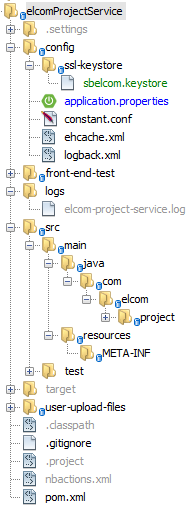 elcomProjectService
.settings
config
ssl-keystore
sbelcom.keystore
application.properties
constant.conf
ehcache.xml
logback.xml
front-end-test
logs
elcom-project-service.log
src
main
java
com
elcom
project
resources
META-INF
test
target
user-upload-files
.classpath
.gitignore
.project
nbactions.xml
pom.xml